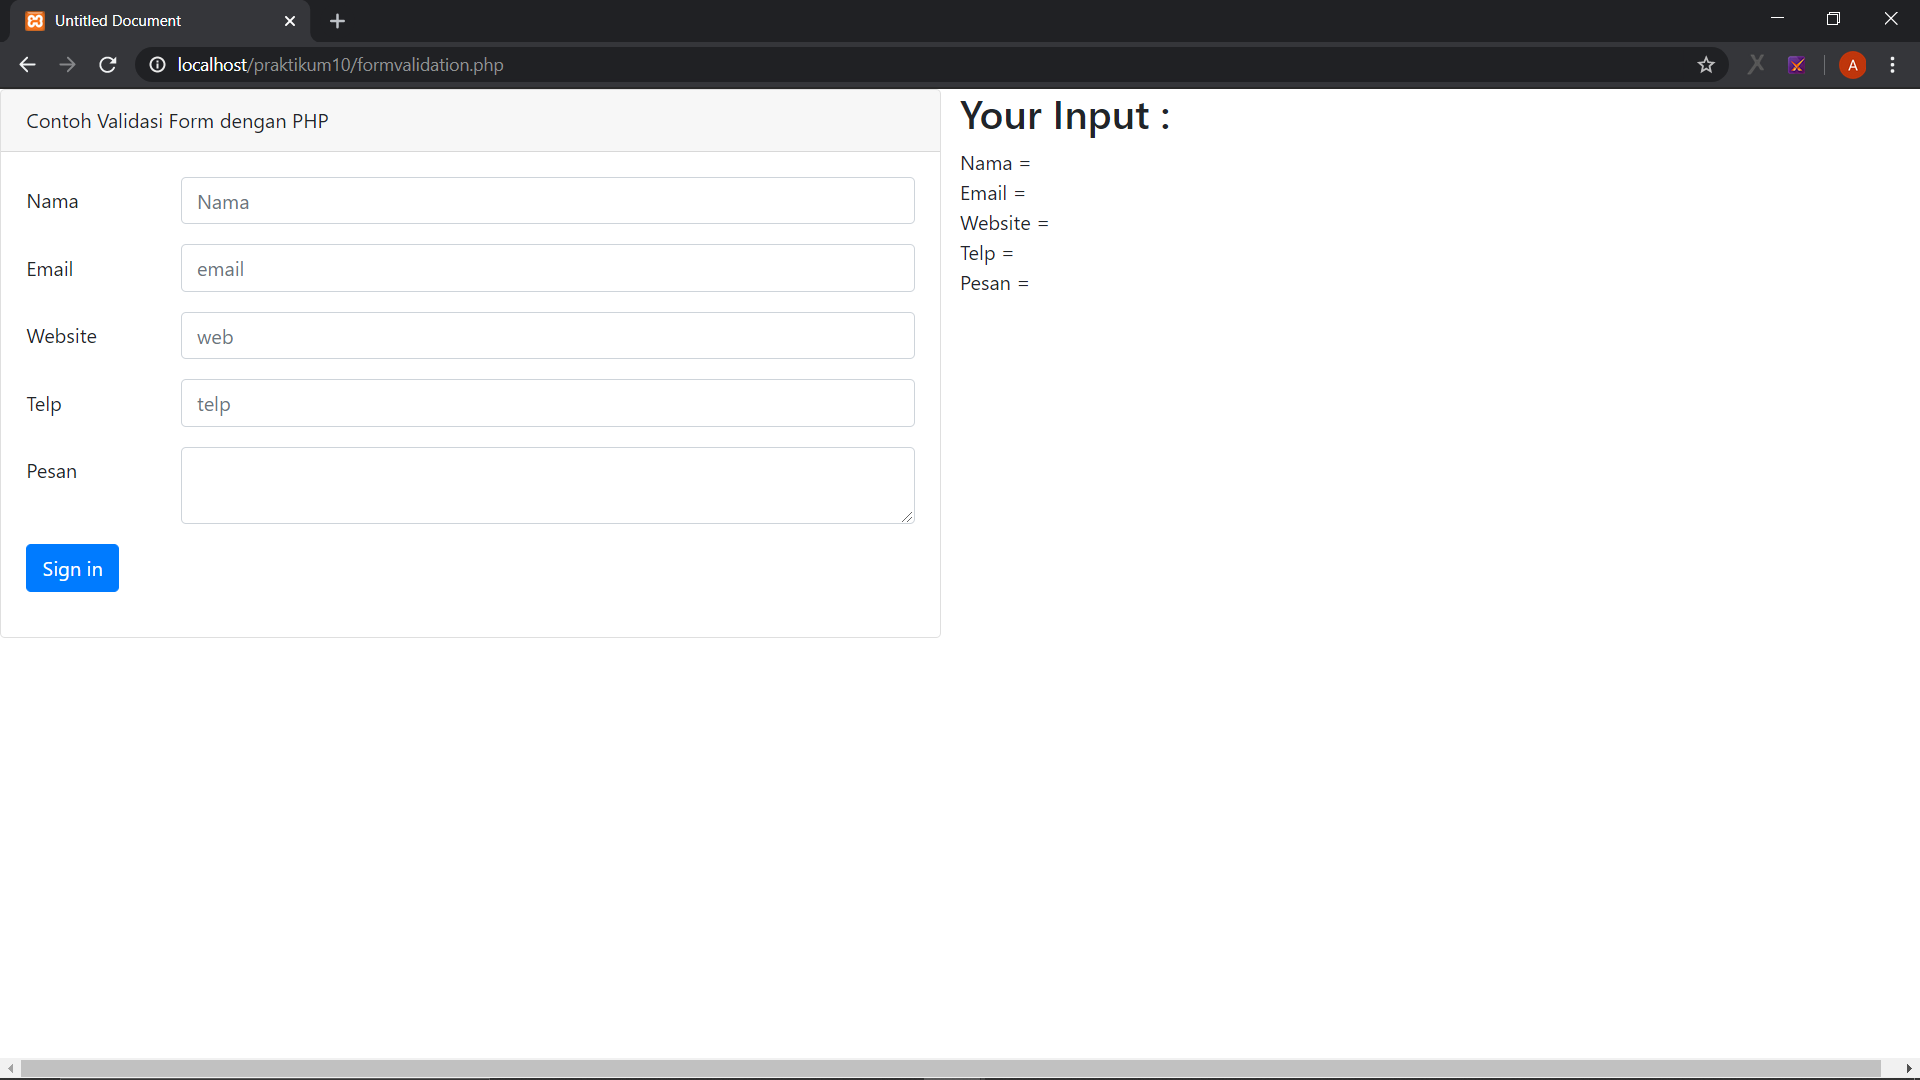 Untitled Document
localhost/praktikum10/formvalidation.php
A
Contoh Validasi Form dengan PHP
Nama
Nama
Email
email
Website
web
Telp
telp
Pesan
Sign in
Your Input :
Nama =
Email =
Website =
Telp =
Pesan =